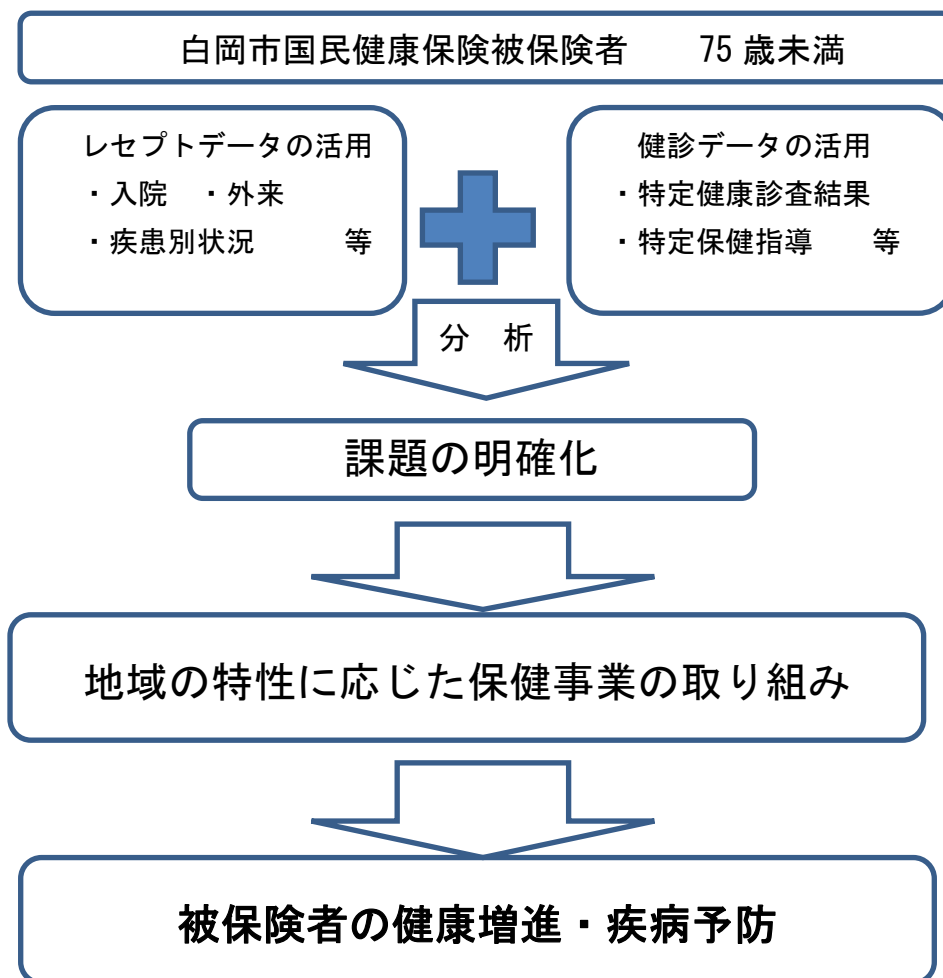 白岡市国民健康保険被保険者　　75 歳未満
レセプトデータの活用
・入院　・外来
・疾患別状況　　　等
健診データの活用
・特定健康診査結果
・特定保健指導　　等
分　析
課題の明確化
地域の特性に応じた保健事業の取り組み
被保険者の健康増進・疾病予防